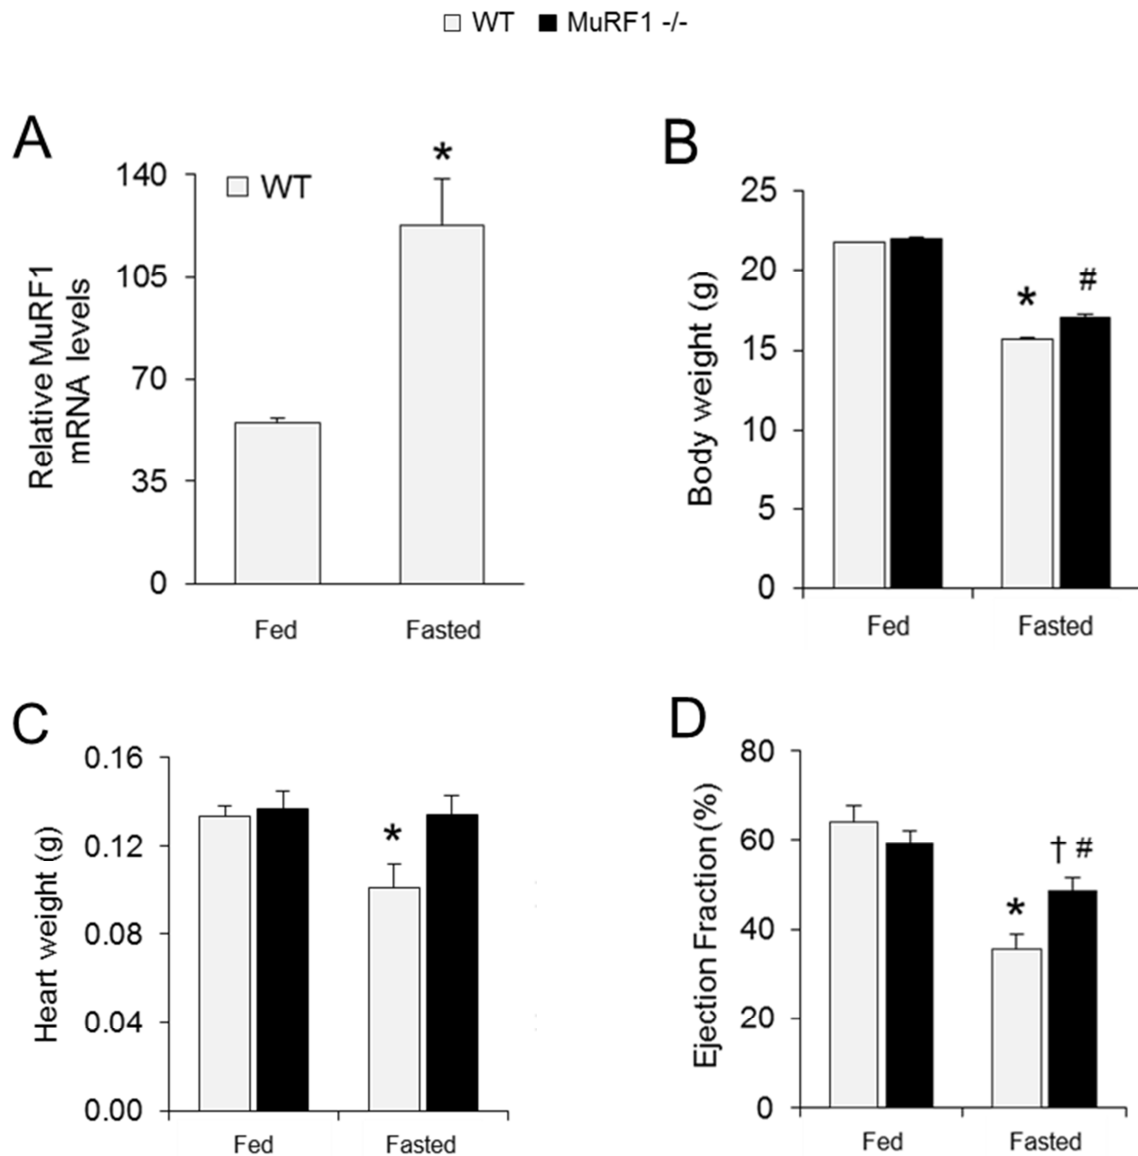 WT MuRF1 -/-
A
Relative MuRF1
mRNA levels
140
105
70
35
0
WT
*
Fed Fasted
B
Body weight (g)
25
20
15
10
5
0
* #
Fed Fasted
C
Heart weight (g)
0.16
0.12
0.08
0.04
0.00
*
Fed Fasted
D
Ejection Fraction (%)
80
60
40
20
0
* † #
Fed Fasted